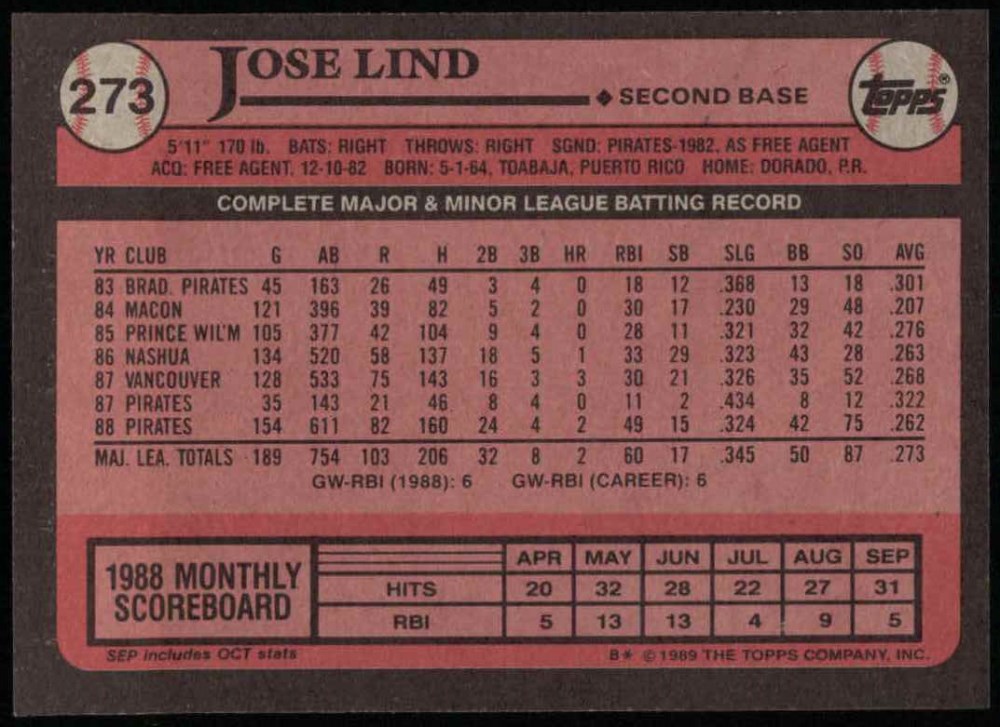 273
JOSE LIND
◆ SECOND BASE
topps®
5'11" 170 lb. BATS: RIGHT THROWS: RIGHT SGND: PIRATES-1982, AS FREE AGENT
ACQ: FREE AGENT, 12-10-82 BORN: 5-1-64, TOABAJA, PUERTO RICO HOME: DORADO, P.R.
COMPLETE MAJOR & MINOR LEAGUE BATTING RECORD
YR CLUB G AB R H 2B 3B HR RBI SB SLG BB SO AVG
83 BRAD. PIRATES 45 163 26 49 3 4 0 18 12 .368 13 18 .301
84 MACON 121 396 39 82 5 2 0 30 17 .230 29 48 .207
85 PRINCE WIL'M 105 377 42 104 9 4 0 28 11 .321 32 42 .276
86 NASHUA 134 520 58 137 18 5 1 33 29 .323 43 28 .263
87 VANCOUVER 128 533 75 143 16 3 3 30 21 .326 35 52 .268
87 PIRATES 35 143 21 46 8 4 0 11 2 .434 8 12 .322
88 PIRATES 154 611 82 160 24 4 2 49 15 .324 42 75 .262
MAJ. LEA. TOTALS 189 754 103 206 32 8 2 60 17 .345 50 87 .273
GW-RBI (1988): 6 GW-RBI (CAREER): 6
1988 MONTHLY SCOREBOARD
APR MAY JUN JUL AUG SEP
HITS 20 32 28 22 27 31
RBI 5 13 13 4 9 5
SEP includes OCT stats
B* © 1989 THE TOPPS COMPANY, INC.